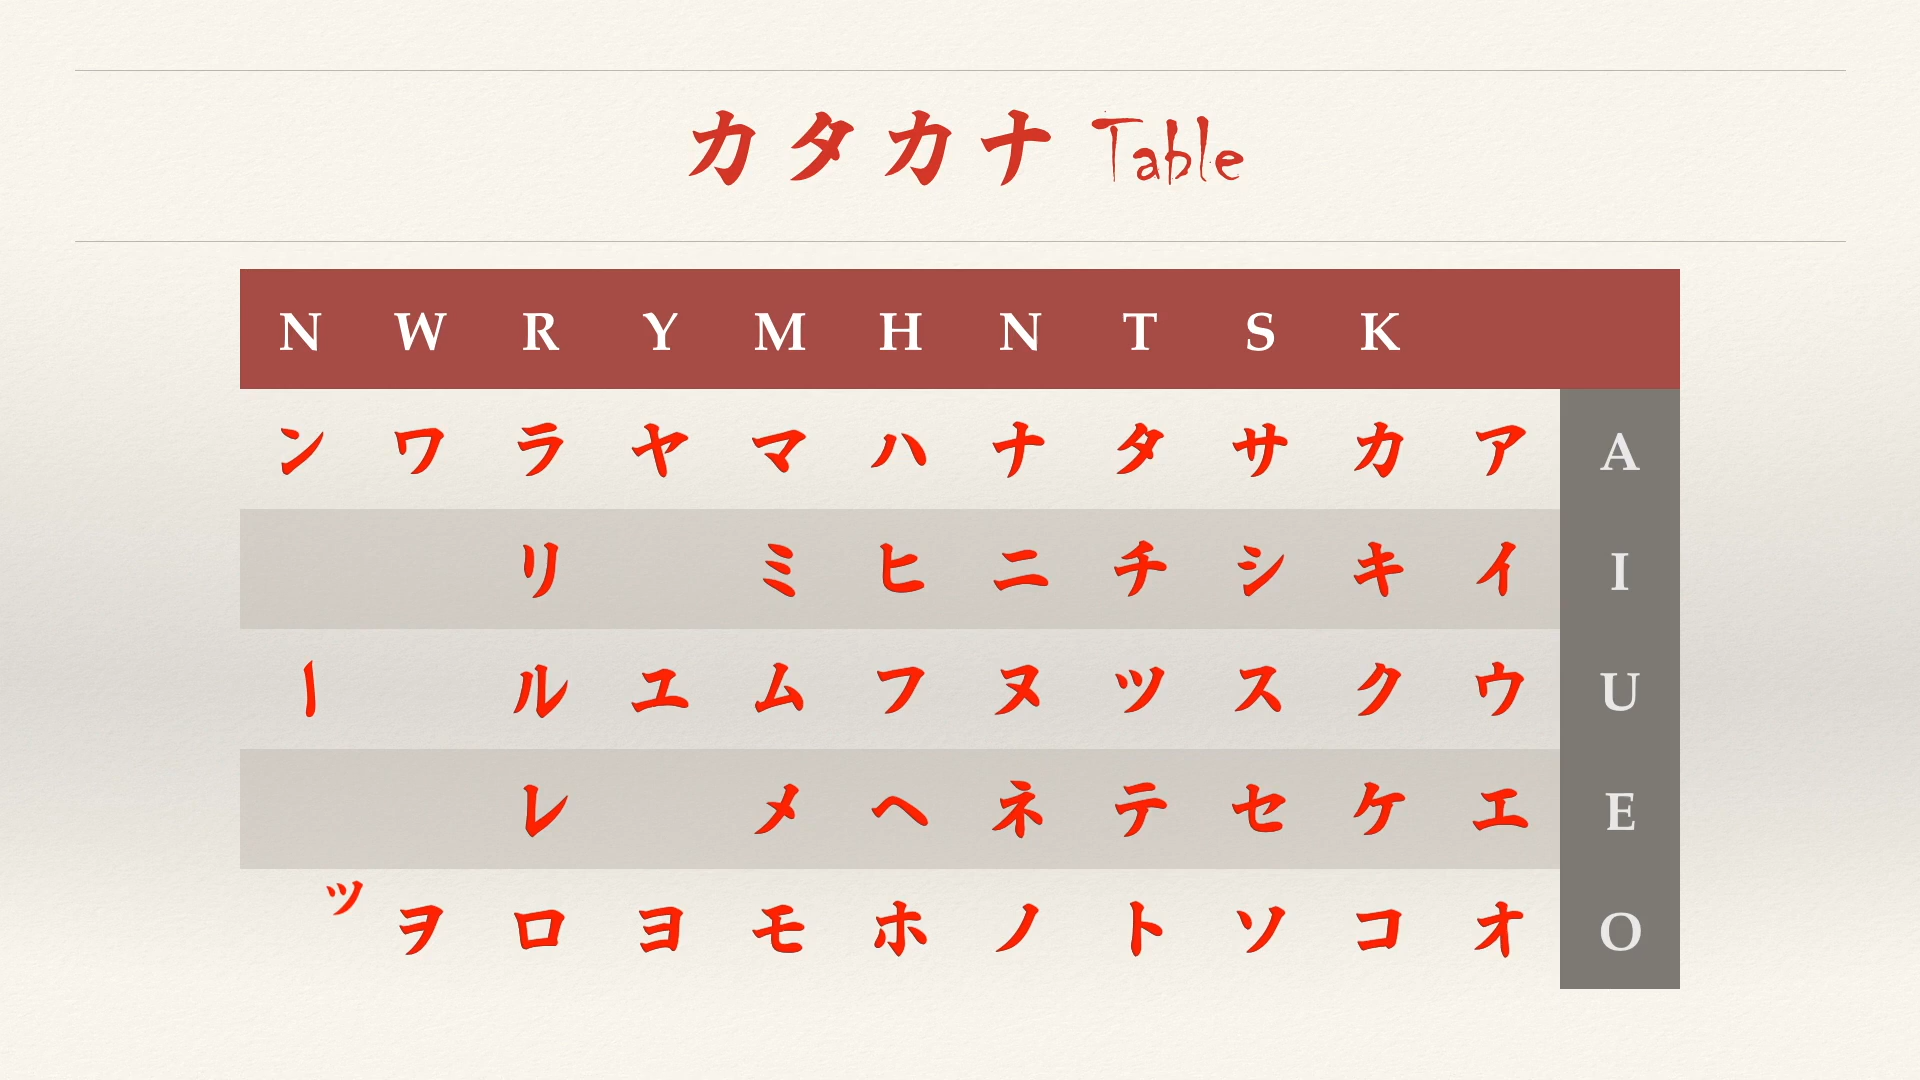 カタカナ Table
N W R Y M H N T S K
ン ワ ラ ヤ マ ハ ナ タ サ カ ア A
リ ミ ヒ ニ チ シ キ イ I
ー ル ユ ム フ ヌ ツ ス ク ウ U
レ メ ヘ ネ テ セ ケ エ E
ッ ヲ ロ ヨ モ ホ ノ ト ソ コ オ O